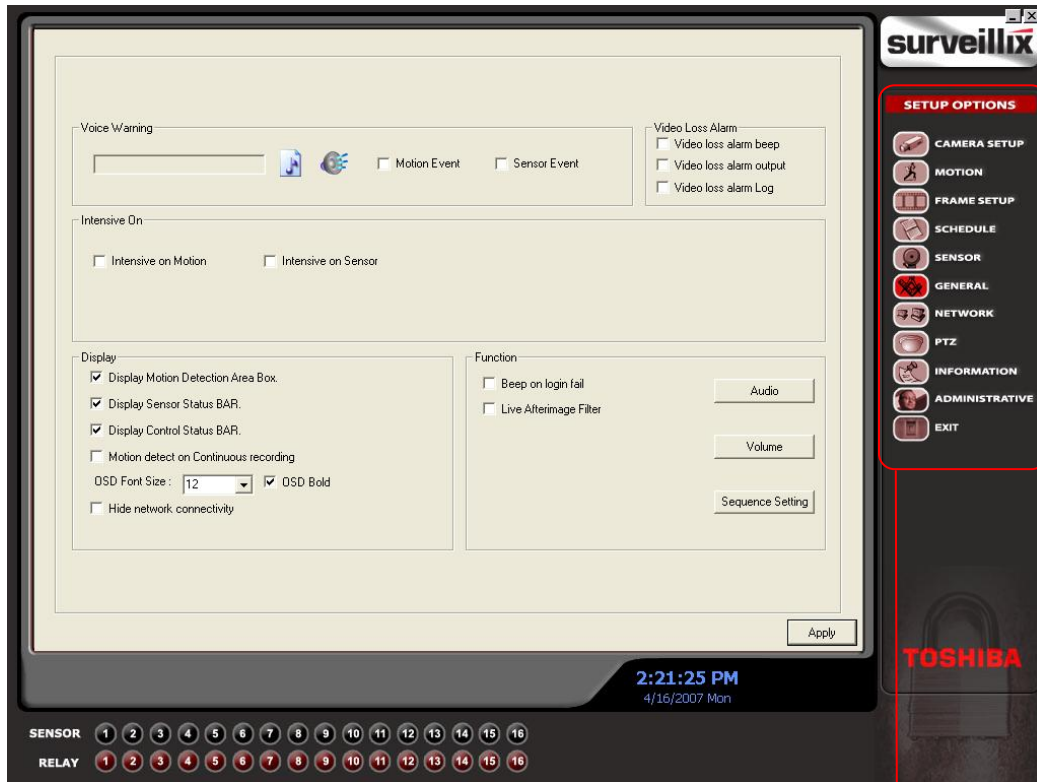 surveillix
SETUP OPTIONS
CAMERA SETUP
MOTION
FRAME SETUP
SCHEDULE
SENSOR
GENERAL
NETWORK
PTZ
INFORMATION
ADMINISTRATIVE
EXIT
Voice Warning
Motion Event
Sensor Event
Video Loss Alarm
Video loss alarm beep
Video loss alarm output
Video loss alarm Log
Intensive On
Intensive on Motion
Intensive on Sensor
Display
Display Motion Detection Area Box.
Display Sensor Status BAR.
Display Control Status BAR.
Motion detect on Continuous recording
OSD Font Size : 12 OSD Bold
Hide network connectivity
Function
Beep on login fail
Live Afterimage Filter
Audio
Volume
Sequence Setting
Apply
TOSHIBA
2:21:25 PM
4/16/2007 Mon
SENSOR 1 2 3 4 5 6 7 8 9 10 11 12 13 14 15 16
RELAY 1 2 3 4 5 6 7 8 9 10 11 12 13 14 15 16